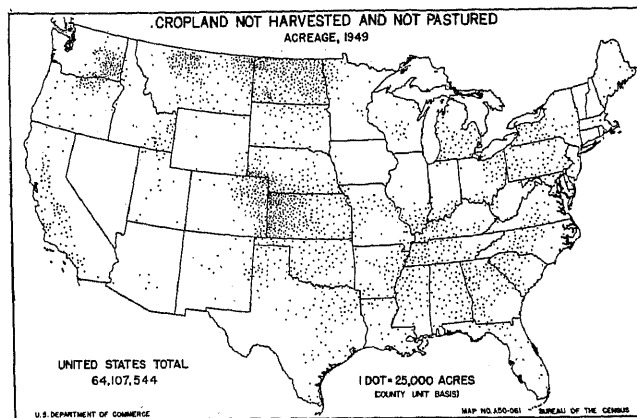 CROPLAND NOT HARVESTED AND NOT PASTURED
ACREAGE, 1949
UNITED STATES TOTAL
64,107,544
1 DOT = 25,000 ACRES
(COUNTY UNIT BASIS)
U. S. DEPARTMENT OF COMMERCE
MAP NO. A50-061
BUREAU OF THE CENSUS